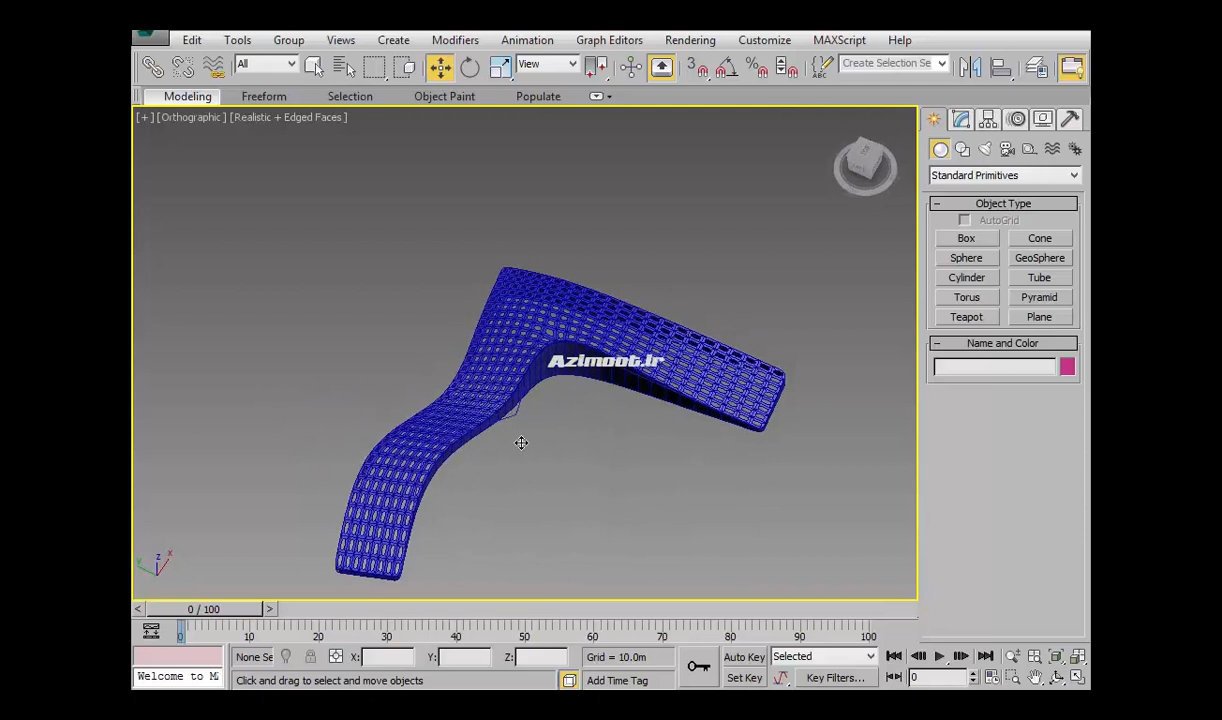 Edit Tools Group Views Create Modifiers Animation Graph Editors Rendering Customize MAXScript Help
All View 3 % ABC Create Selection Se
Modeling Freeform Selection Object Paint Populate
[+] [Orthographic] [Realistic + Edged Faces]
Standard Primitives
Object Type
AutoGrid
Box Cone
Sphere GeoSphere
Cylinder Tube
Torus Pyramid
Teapot Plane
Name and Color
Azimoot.ir
z x y
< 0 / 100 >
0 10 20 30 40 50 60 70 80 90 100
None Se X: Y: Z: Grid = 10.0m Auto Key Selected
Welcome to M Click and drag to select and move objects Add Time Tag Set Key Key Filters... 0